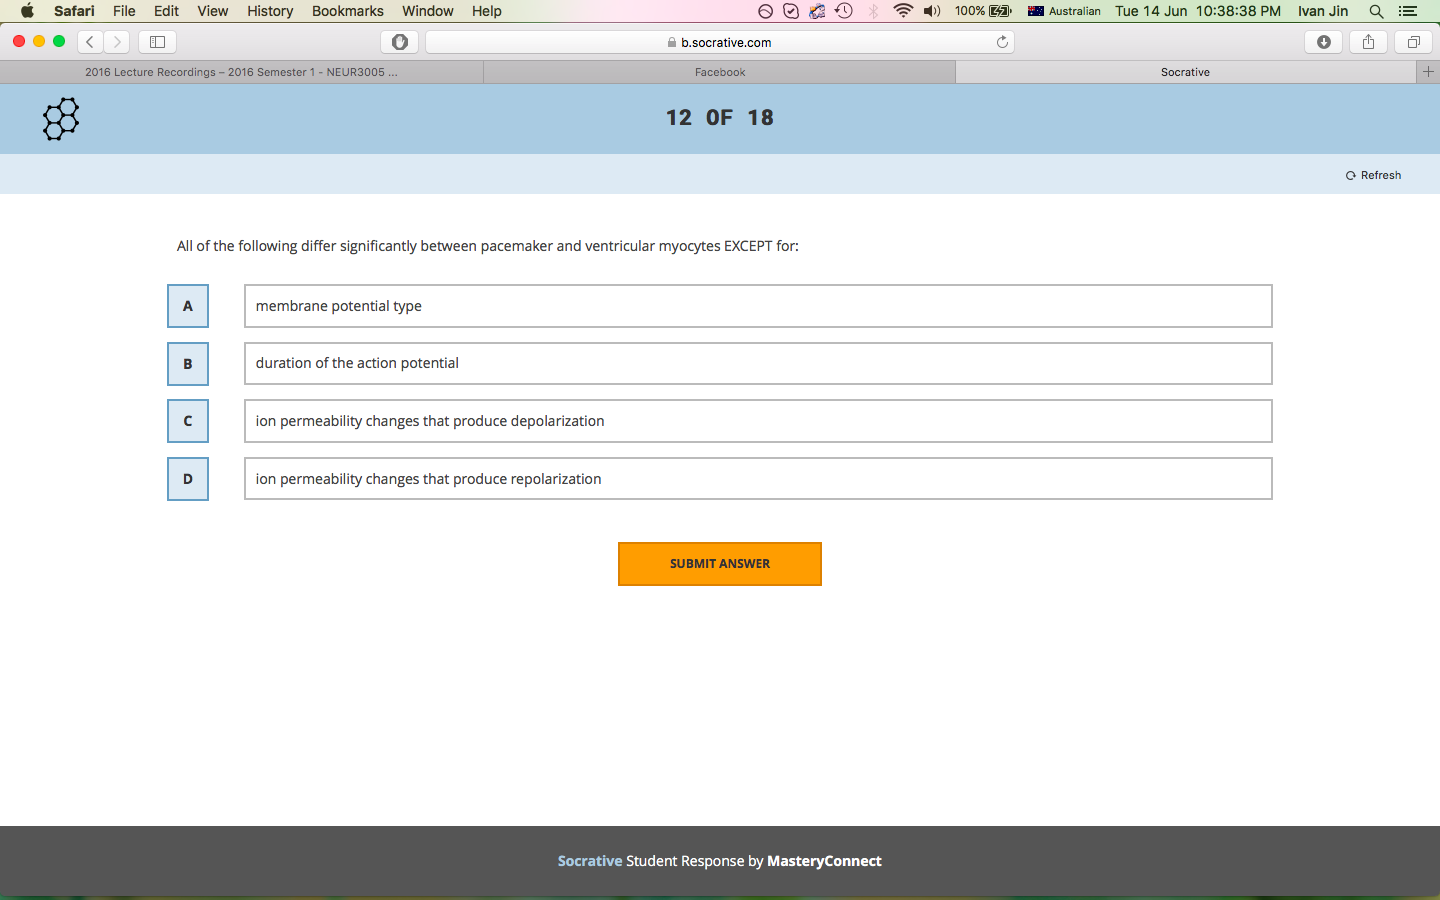 Safari File Edit View History Bookmarks Window Help 100% Australian Tue 14 Jun 10:38:38 PM Ivan Jin
b.socrative.com
2016 Lecture Recordings – 2016 Semester 1 - NEUR3005 ... Facebook Socrative
12 OF 18
Refresh
All of the following differ significantly between pacemaker and ventricular myocytes EXCEPT for:
A membrane potential type
B duration of the action potential
C ion permeability changes that produce depolarization
D ion permeability changes that produce repolarization
SUBMIT ANSWER
Socrative Student Response by MasteryConnect